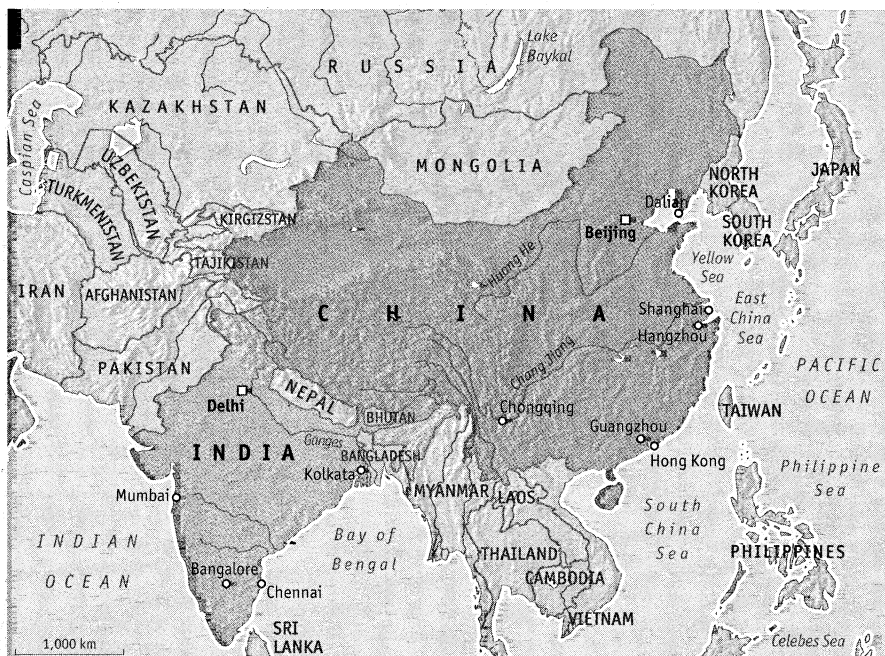 Lake
Baykal
RUSSIA
KAZAKHSTAN
Caspian Sea
MONGOLIA
UZBEKISTAN
TURKMENISTAN
NORTH
KOREA
JAPAN
Dalian
KIRGIZSTAN
SOUTH
KOREA
Beijing
TAJIKISTAN
Huang He
Yellow
Sea
IRAN
AFGHANISTAN
CHINA
Shanghai
East
China
Sea
Hangzhou
PAKISTAN
Chang Jiang
PACIFIC
OCEAN
NEPAL
Delhi
BHUTAN
Chongqing
TAIWAN
Guangzhou
Ganges
INDIA
BANGLADESH
Hong Kong
Kolkata
Philippine
Sea
Mumbai
MYANMAR
LAOS
South
China
Sea
INDIAN
OCEAN
Bay of
Bengal
THAILAND
PHILIPPINES
Bangalore
Chennai
CAMBODIA
VIETNAM
SRI
LANKA
1,000 km
Celebes Sea